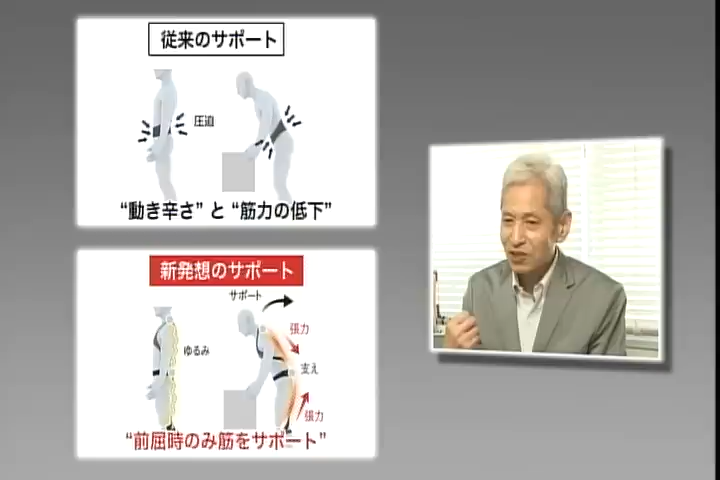 従来のサポート
圧迫
“動き辛さ”と“筋力の低下”
新発想のサポート
サポート
張力
ゆるみ
支え
張力
“前屈時のみ筋をサポート”